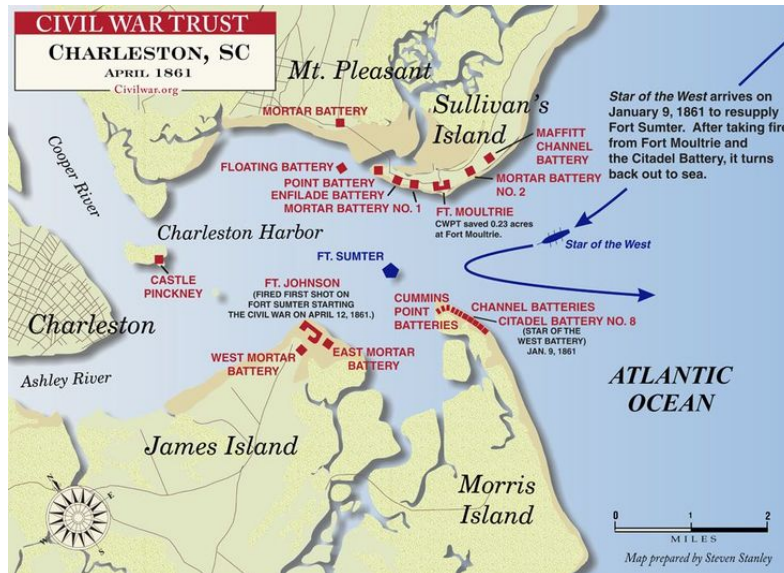 CIVIL WAR TRUST
CHARLESTON, SC
APRIL 1861
Civilwar.org
Mt. Pleasant
Sullivan's
Island
Star of the West arrives on
January 9, 1861 to resupply
Fort Sumter. After taking fire
from Fort Moultrie and
the Citadel Battery, it turns
back out to sea.
MORTAR BATTERY
MAFFITT
CHANNEL
BATTERY
Cooper River
FLOATING BATTERY
POINT BATTERY
ENFILADE BATTERY
MORTAR BATTERY NO. 1
MORTAR BATTERY
NO. 2
FT. MOULTRIE
CWPT saved 0.23 acres
at Fort Moultrie.
Charleston Harbor
Star of the West
FT. SUMTER
CASTLE
PINCKNEY
FT. JOHNSON
(FIRED FIRST SHOT ON
FORT SUMTER STARTING
THE CIVIL WAR ON APRIL 12, 1861.)
CUMMINS
POINT
BATTERIES
CHANNEL BATTERIES
CITADEL BATTERY NO. 8
(STAR OF THE
WEST BATTERY)
JAN. 9, 1861
Charleston
WEST MORTAR
BATTERY
EAST MORTAR
BATTERY
Ashley River
ATLANTIC
OCEAN
James Island
Morris
Island
N
E
S
W
0
1
2
MILES
Map prepared by Steven Stanley